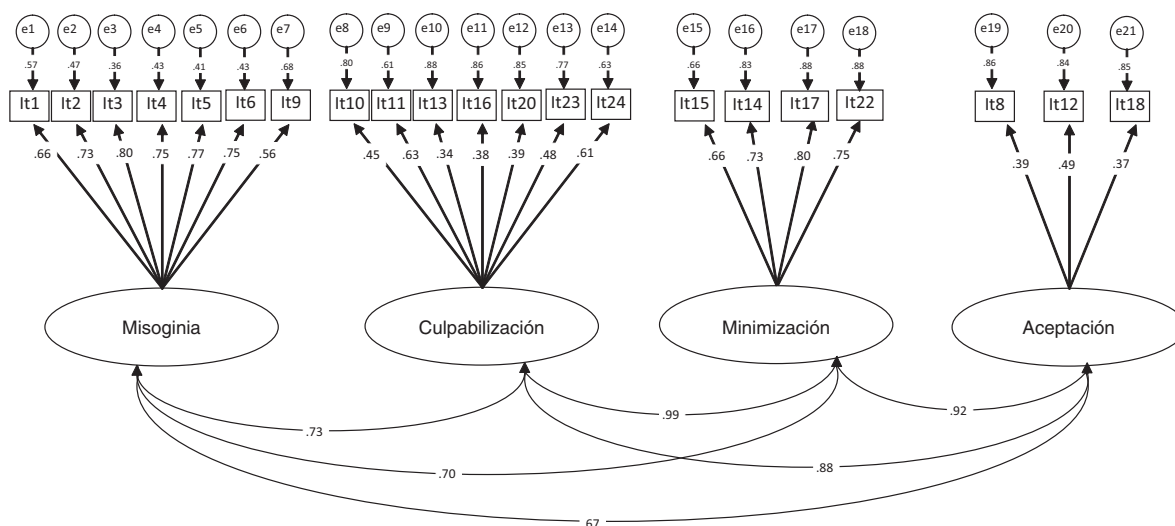 e1 e2 e3 e4 e5 e6 e7 e8 e9 e10 e11 e12 e13 e14 e15 e16 e17 e18 e19 e20 e21
.57 .47 .36 .43 .41 .43 .68 .80 .61 .88 .86 .85 .77 .63 .66 .83 .88 .88 .86 .84 .85
It1 It2 It3 It4 It5 It6 It9 It10 It11 It13 It16 It20 It23 It24 It15 It14 It17 It22 It8 It12 It18
.66 .73 .80 .75 .77 .75 .56 .45 .63 .34 .38 .39 .48 .61 .66 .73 .80 .75 .39 .49 .37
Misoginia Culpabilización Minimización Aceptación
.73 .99 .92
.70 .88
.67